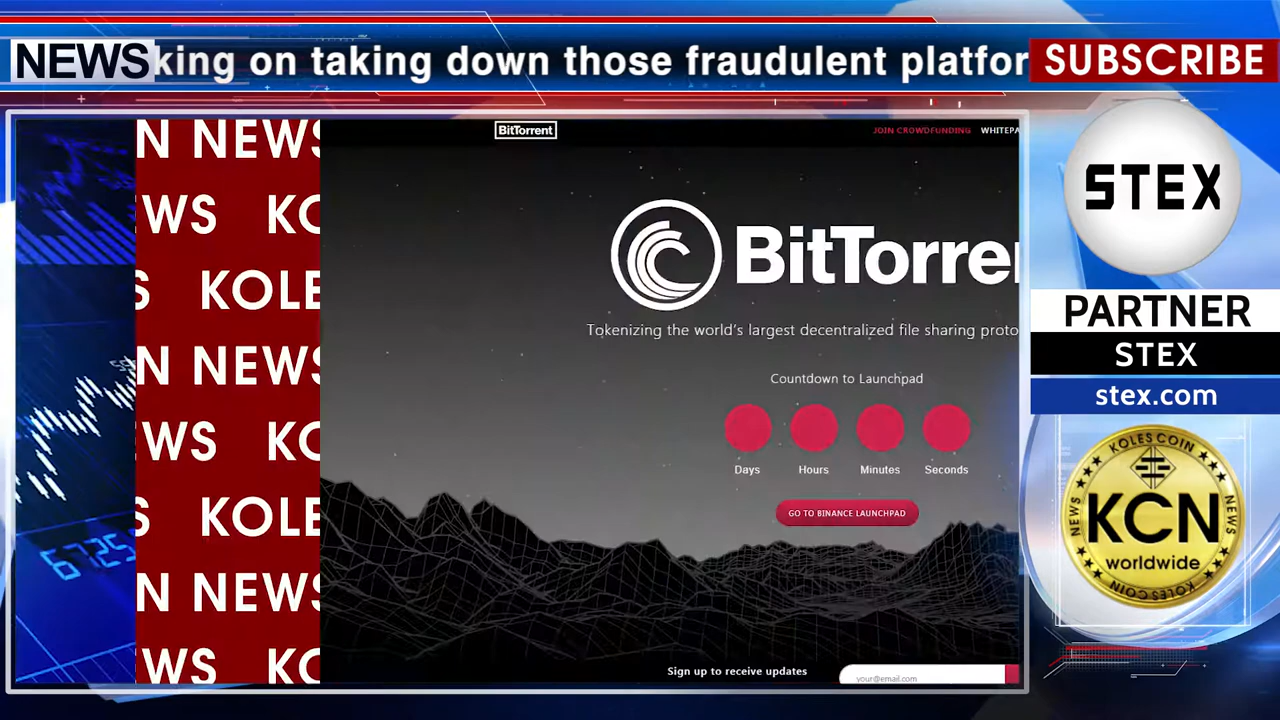 NEWS
king on taking down those fraudulent platfor
SUBSCRIBE
N NEWS
WS KO
S KOLE
N NEWS
WS KO
S KOLE
N NEWS
WS KO
BitTorrent
JOIN CROWDFUNDING WHITEPA
BitTorre
Tokenizing the world's largest decentralized file sharing proto
Countdown to Launchpad
Days Hours Minutes Seconds
GO TO BINANCE LAUNCHPAD
Sign up to receive updates
your@email.com
STEX
PARTNER
STEX
stex.com
KOLES COIN
NEWS
KCN
NEWS
worldwide
KOLES COIN